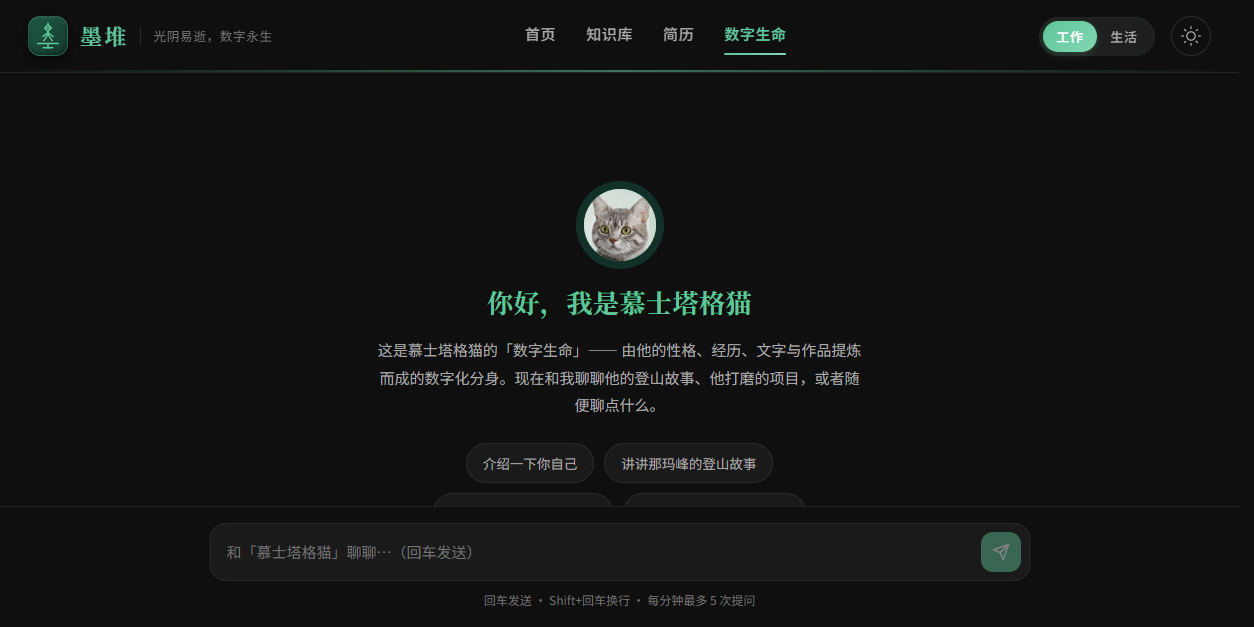 墨堆
光阴易逝，数字永生
首页
知识库
简历
数字生命
工作
生活
你好，我是慕士塔格猫
这是慕士塔格猫的「数字生命」—— 由他的性格、经历、文字与作品提炼
而成的数字化分身。现在和我聊聊他的登山故事、他打磨的项目，或者随
便聊点什么。
介绍一下你自己
讲讲那玛峰的登山故事
和「慕士塔格猫」聊聊…（回车发送）
回车发送 · Shift+回车换行 · 每分钟最多 5 次提问